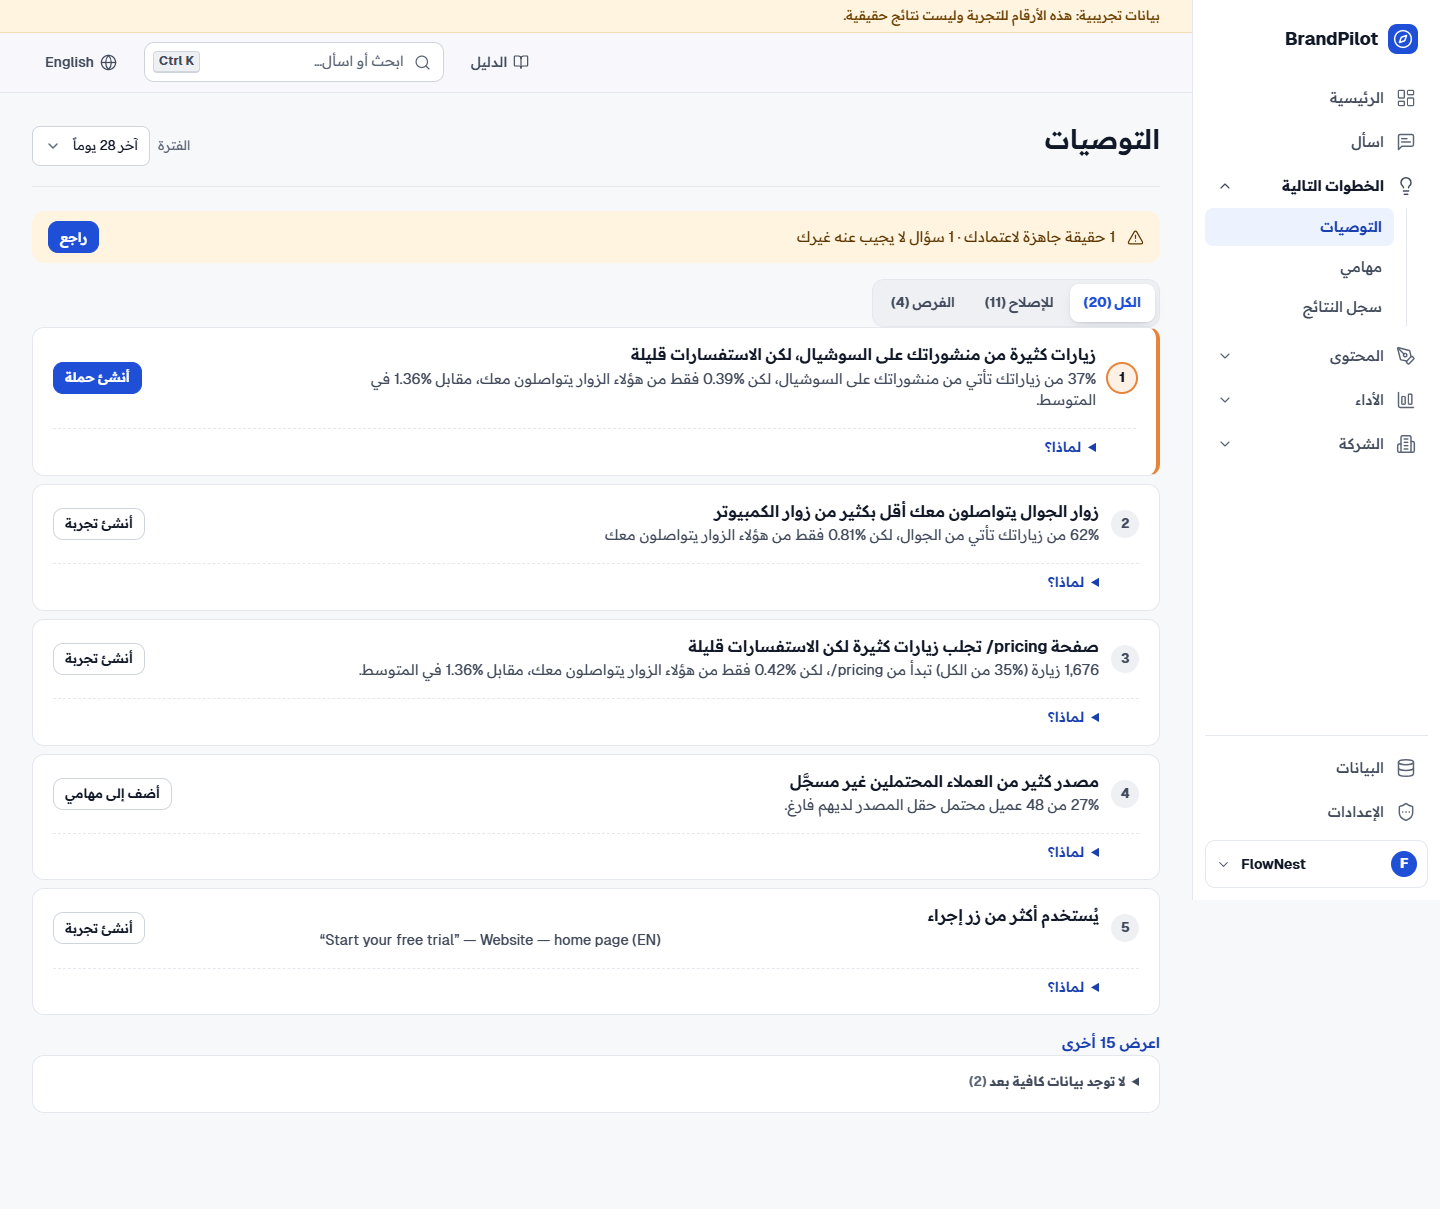 بيانات تجريبية: هذه الأرقام للتجربة وليست نتائج حقيقية.
BrandPilot
الرئيسية
اسأل
الخطوات التالية
التوصيات
مهامي
سجل النتائج
المحتوى
الأداء
الشركة
البيانات
الإعدادات
F FlowNest
الدليل
ابحث أو اسأل... Ctrl K
English
التوصيات
الفترة آخر 28 يوماً
1 حقيقة جاهزة لاعتمادك · 1 سؤال لا يجيب عنه غيرك
راجع
الكل (20) للإصلاح (11) الفرص (4)
1
زيارات كثيرة من منشوراتك على السوشيال، لكن الاستفسارات قليلة
37% من زياراتك تأتي من منشوراتك على السوشيال، لكن 0.39% فقط من هؤلاء الزوار يتواصلون معك، مقابل 1.36% في
المتوسط.
أنشئ حملة
لماذا؟
2
زوار الجوال يتواصلون معك أقل بكثير من زوار الكمبيوتر
62% من زياراتك تأتي من الجوال، لكن 0.81% فقط من هؤلاء الزوار يتواصلون معك
أنشئ تجربة
لماذا؟
3
صفحة pricing/ تجلب زيارات كثيرة لكن الاستفسارات قليلة
1,676 زيارة (35% من الكل) تبدأ من pricing/، لكن 0.42% فقط من هؤلاء الزوار يتواصلون معك، مقابل 1.36% في المتوسط.
أنشئ تجربة
لماذا؟
4
مصدر كثير من العملاء المحتملين غير مسجَّل
27% من 48 عميل محتمل حقل المصدر لديهم فارغ.
أضف إلى مهامي
لماذا؟
5
يُستخدم أكثر من زر إجراء
“Start your free trial” — Website — home page (EN)
أنشئ تجربة
لماذا؟
اعرض 15 أخرى
لا توجد بيانات كافية بعد (2)